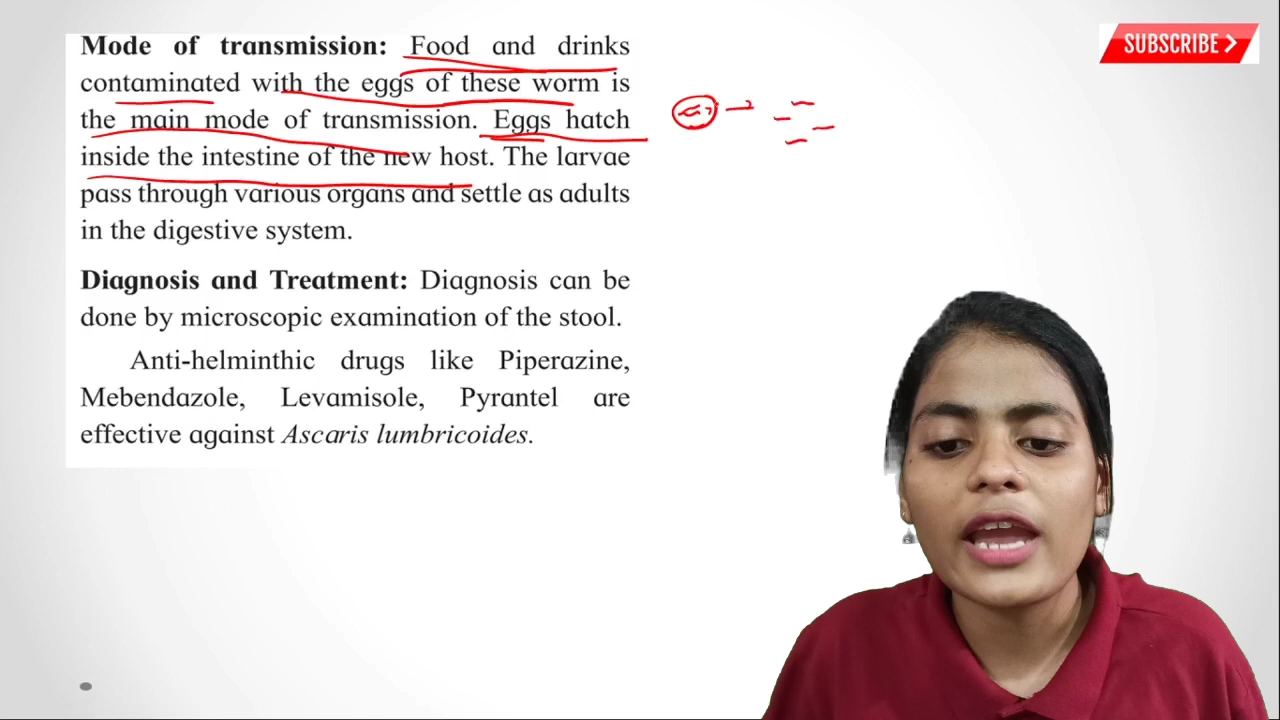 Mode of transmission: Food and drinks
contaminated with the eggs of these worm is
the main mode of transmission. Eggs hatch
inside the intestine of the new host. The larvae
pass through various organs and settle as adults
in the digestive system.
Diagnosis and Treatment: Diagnosis can be
done by microscopic examination of the stool.
Anti-helminthic drugs like Piperazine,
Mebendazole, Levamisole, Pyrantel are
effective against Ascaris lumbricoides.
SUBSCRIBE